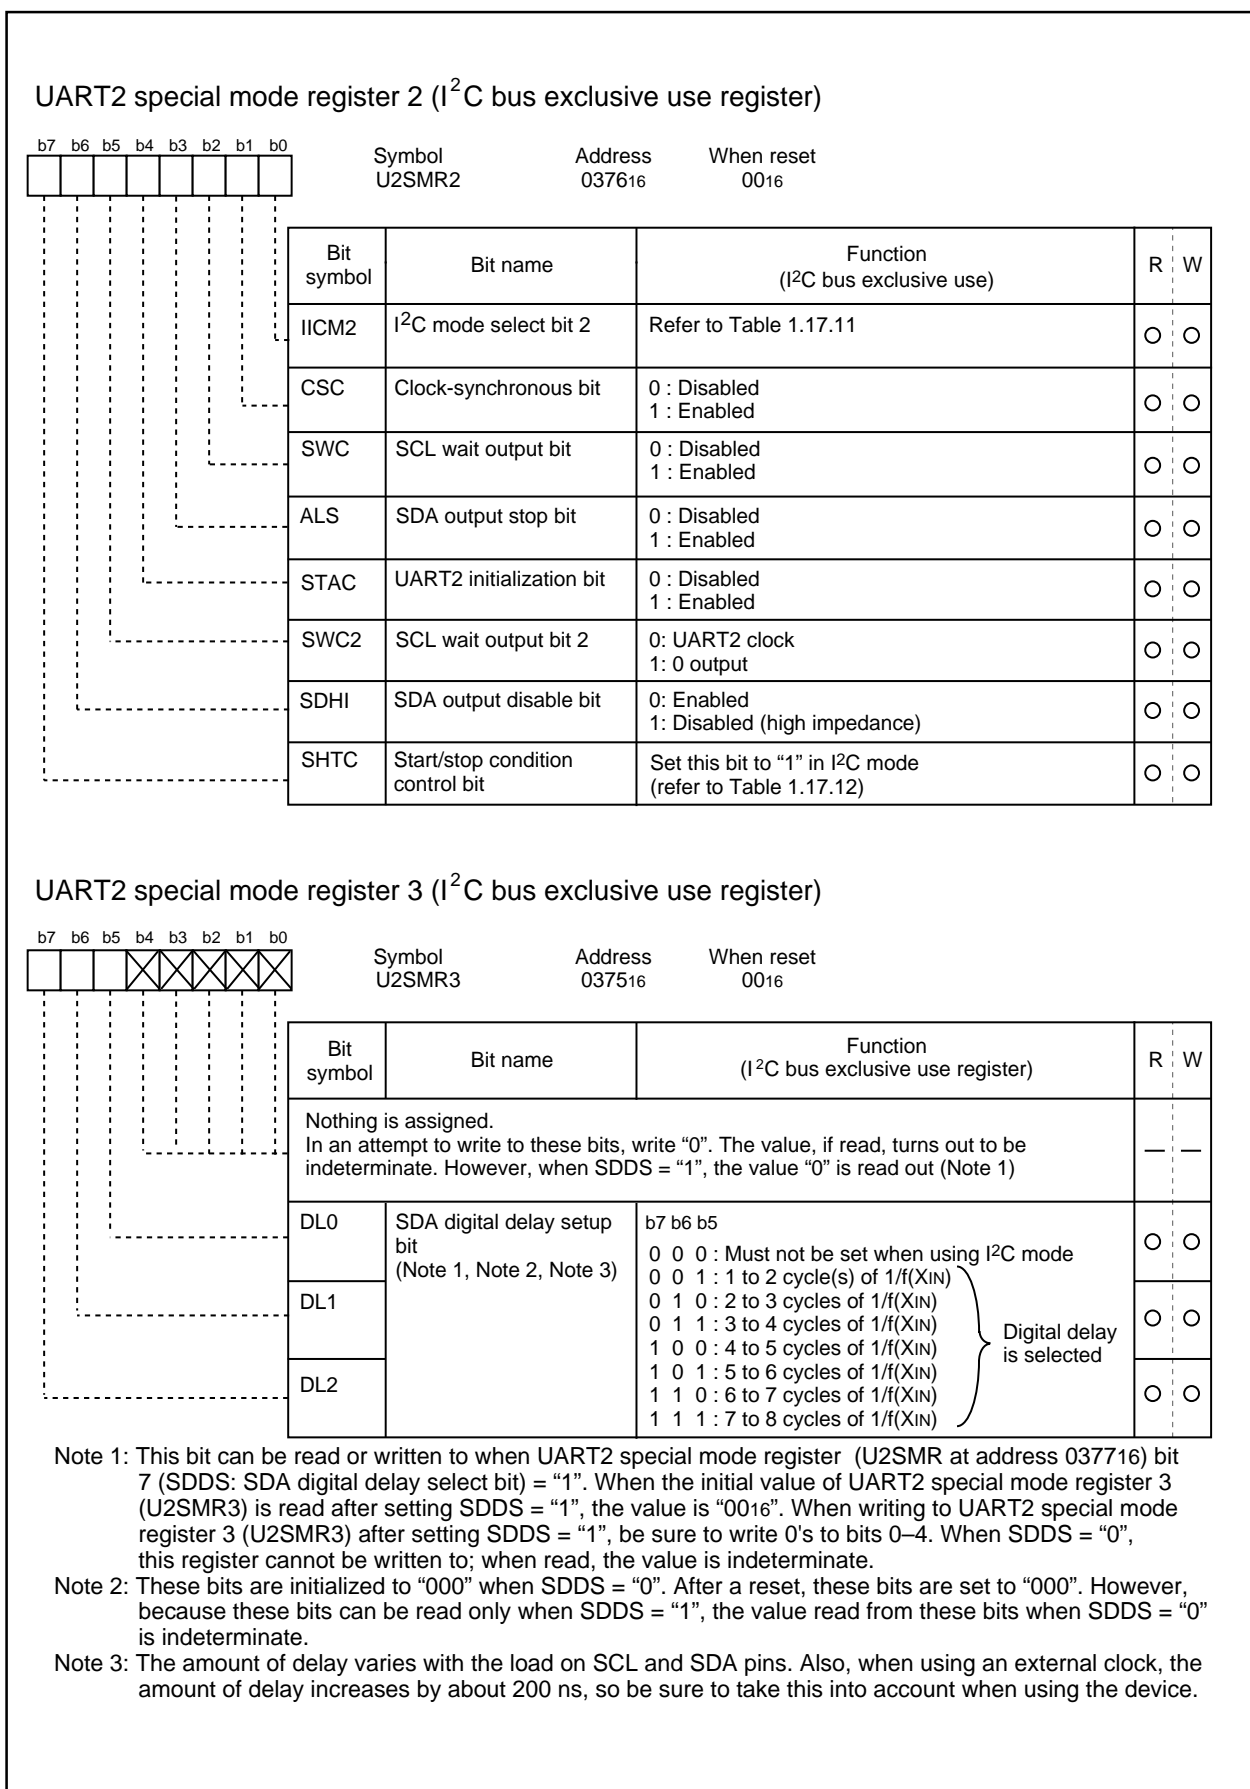 UART2 special mode register 2 (I2C bus exclusive use register)
b7 b6 b5 b4 b3 b2 b1 b0
Symbol Address When reset
U2SMR2 037616 0016
Bit symbol Bit name Function (I2C bus exclusive use) R W
IICM2 I2C mode select bit 2 Refer to Table 1.17.11
CSC Clock-synchronous bit 0 : Disabled
1 : Enabled
SWC SCL wait output bit 0 : Disabled
1 : Enabled
ALS SDA output stop bit 0 : Disabled
1 : Enabled
STAC UART2 initialization bit 0 : Disabled
1 : Enabled
SWC2 SCL wait output bit 2 0: UART2 clock
1: 0 output
SDHI SDA output disable bit 0: Enabled
1: Disabled (high impedance)
SHTC Start/stop condition control bit Set this bit to “1” in I2C mode
(refer to Table 1.17.12)
UART2 special mode register 3 (I2C bus exclusive use register)
b7 b6 b5 b4 b3 b2 b1 b0
Symbol Address When reset
U2SMR3 037516 0016
Bit symbol Bit name Function (I2C bus exclusive use register) R W
Nothing is assigned.
In an attempt to write to these bits, write “0”. The value, if read, turns out to be
indeterminate. However, when SDDS = “1”, the value “0” is read out (Note 1)
— —
DL0 SDA digital delay setup
bit
(Note 1, Note 2, Note 3)
b7 b6 b5
0 0 0 : Must not be set when using I2C mode
0 0 1 : 1 to 2 cycle(s) of 1/f(XIN)
DL1
0 1 0 : 2 to 3 cycles of 1/f(XIN)
0 1 1 : 3 to 4 cycles of 1/f(XIN)
1 0 0 : 4 to 5 cycles of 1/f(XIN)
Digital delay
is selected
1 0 1 : 5 to 6 cycles of 1/f(XIN)
DL2
1 1 0 : 6 to 7 cycles of 1/f(XIN)
1 1 1 : 7 to 8 cycles of 1/f(XIN)
Note 1: This bit can be read or written to when UART2 special mode register (U2SMR at address 037716) bit
7 (SDDS: SDA digital delay select bit) = “1”. When the initial value of UART2 special mode register 3
(U2SMR3) is read after setting SDDS = “1”, the value is “0016”. When writing to UART2 special mode
register 3 (U2SMR3) after setting SDDS = “1”, be sure to write 0's to bits 0–4. When SDDS = “0”,
this register cannot be written to; when read, the value is indeterminate.
Note 2: These bits are initialized to “000” when SDDS = “0”. After a reset, these bits are set to “000”. However,
because these bits can be read only when SDDS = “1”, the value read from these bits when SDDS = “0”
is indeterminate.
Note 3: The amount of delay varies with the load on SCL and SDA pins. Also, when using an external clock, the
amount of delay increases by about 200 ns, so be sure to take this into account when using the device.